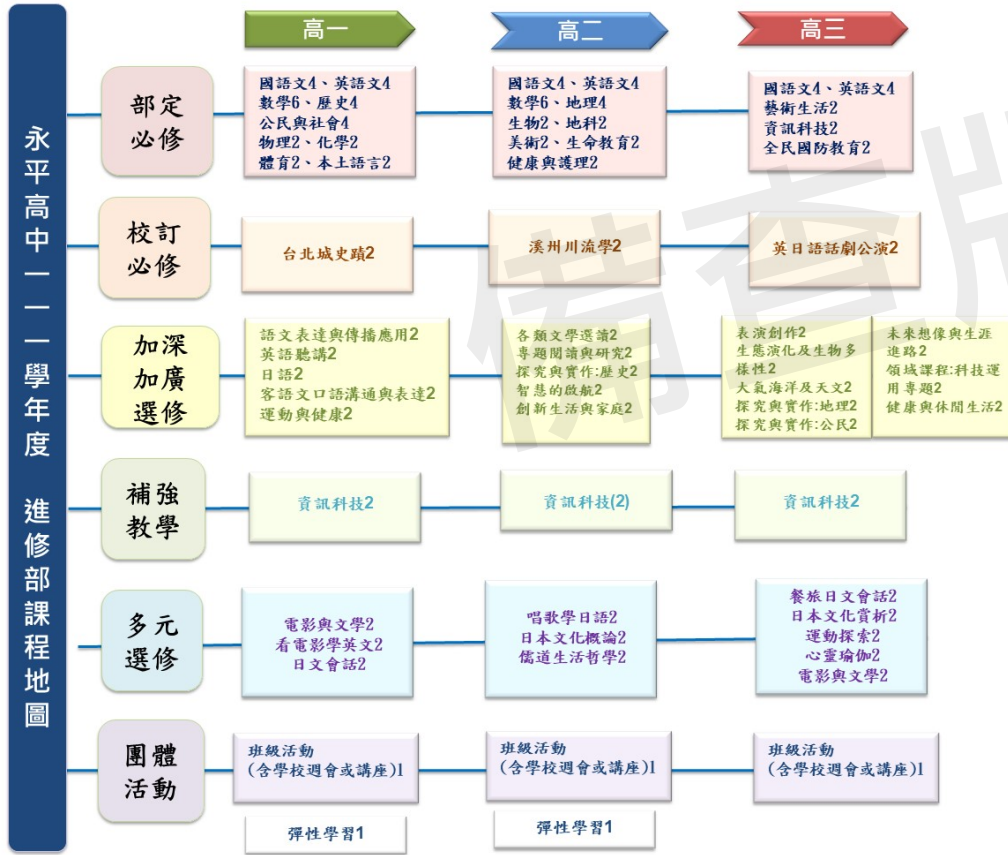 永平高中一一一學年度 進修部課程地圖
高一
高二
高三
部定
必修
國語文4、英語文4
數學6、歷史4
公民與社會4
物理2、化學2
體育2、本土語言2
國語文4、英語文4
數學6、地理4
生物2、地科2
美術2、生命教育2
健康與護理2
國語文4、英語文4
藝術生活2
資訊科技2
全民國防教育2
校訂
必修
台北城史蹟2
溪州川流學2
英日語話劇公演2
加深
加廣
選修
語文表達與傳播應用2
英語聽講2
日語2
客語文口語溝通與表達2
運動與健康2
各類文學選讀2
專題閱讀與研究2
探究與實作:歷史2
智慧的啟航2
創新生活與家庭2
表演創作2
生態演化及生物多
樣性2
大氣海洋及天文2
探究與實作:地理2
探究與實作:公民2
未來想像與生涯
進路2
領域課程:科技運
用專題2
健康與休閒生活2
補強
教學
資訊科技2
資訊科技(2)
資訊科技2
多元
選修
電影與文學2
看電影學英文2
日文會話2
唱歌學日語2
日本文化概論2
儒道生活哲學2
餐旅日文會話2
日本文化賞析2
運動探索2
心靈瑜伽2
電影與文學2
團體
活動
班級活動
(含學校週會或講座)1
班級活動
(含學校週會或講座)1
班級活動
(含學校週會或講座)1
彈性學習1
彈性學習1
備查版